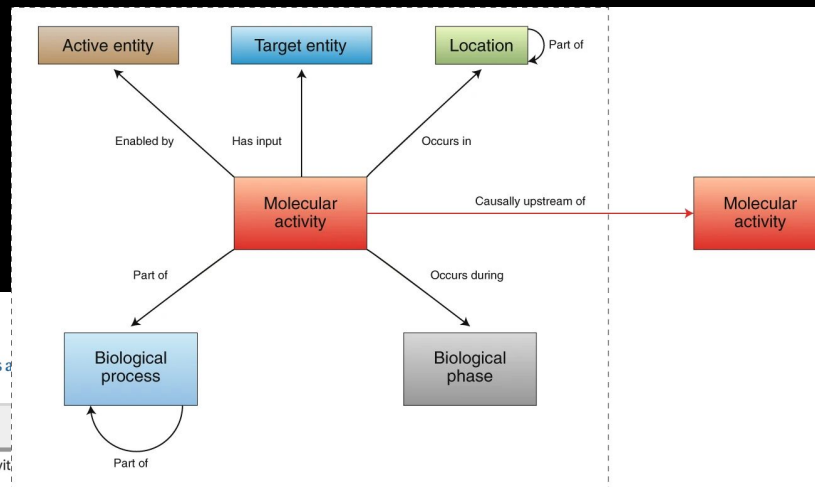 Active entity
Target entity
Location
Part of
Enabled by
Has input
Occurs in
Molecular
activity
Causally upstream of
Molecular
activity
Part of
Occurs during
Biological
process
Biological
phase
Part of